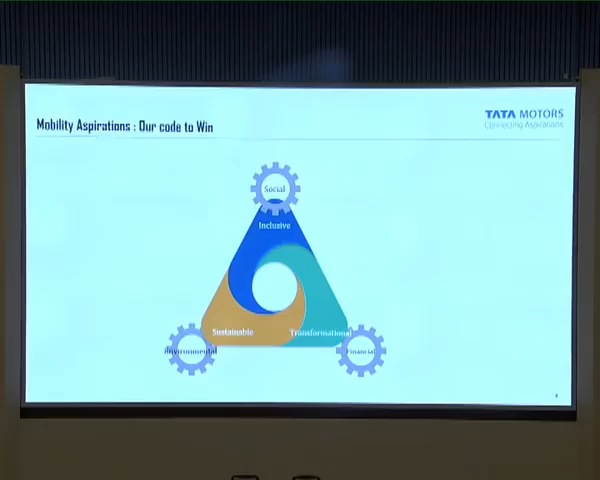 TATA MOTORS
Connecting Aspirations
Mobility Aspirations : Our code to Win
Social
Inclusive
Sustainable
Transformational
Environmental
Financial